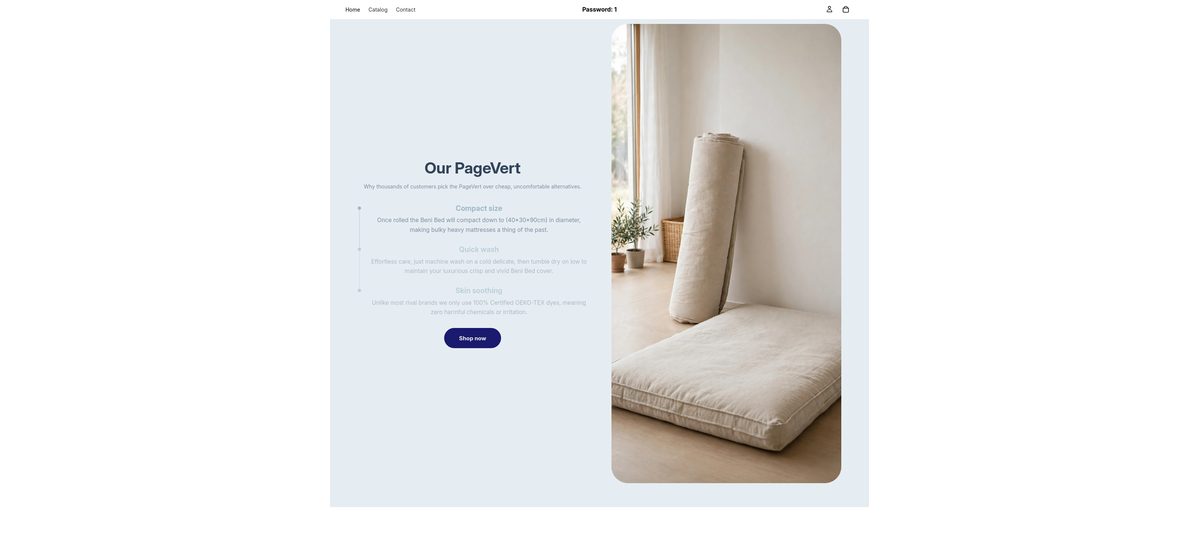 Home Catalog Contact Password: 1
Our PageVert
Why thousands of customers pick the PageVert over cheap, uncomfortable alternatives.
Compact size
Once rolled the Beni Bed will compact down to (40x30x90cm) in diameter,
making bulky heavy mattresses a thing of the past.
Quick wash
Effortless care, just machine wash on a cold delicate, then tumble dry on low to
maintain your luxurious crisp and vivid Beni Bed cover.
Skin soothing
Unlike most rival brands we only use 100% Certified OEKO-TEX dyes, meaning
zero harmful chemicals or irritation.
Shop now